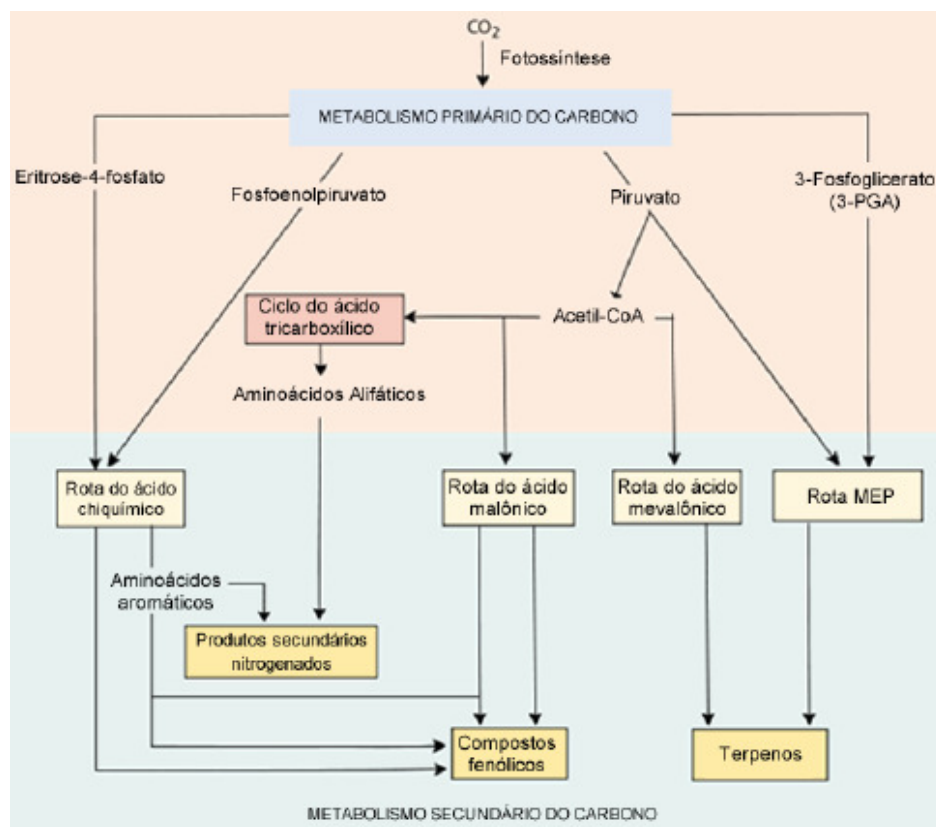 CO2
Fotossíntese
METABOLISMO PRIMÁRIO DO CARBONO
Eritrose-4-fosfato
Fosfoenolpiruvato
Piruvato
3-Fosfoglicerato
(3-PGA)
Ciclo do ácido
tricarboxílico
Acetil-CoA
Aminoácidos Alifáticos
Rota do ácido
chiquímico
Rota do ácido
malônico
Rota do ácido
mevalônico
Rota MEP
Aminoácidos
aromáticos
Produtos secundários
nitrogenados
Compostos
fenólicos
Terpenos
METABOLISMO SECUNDÁRIO DO CARBONO